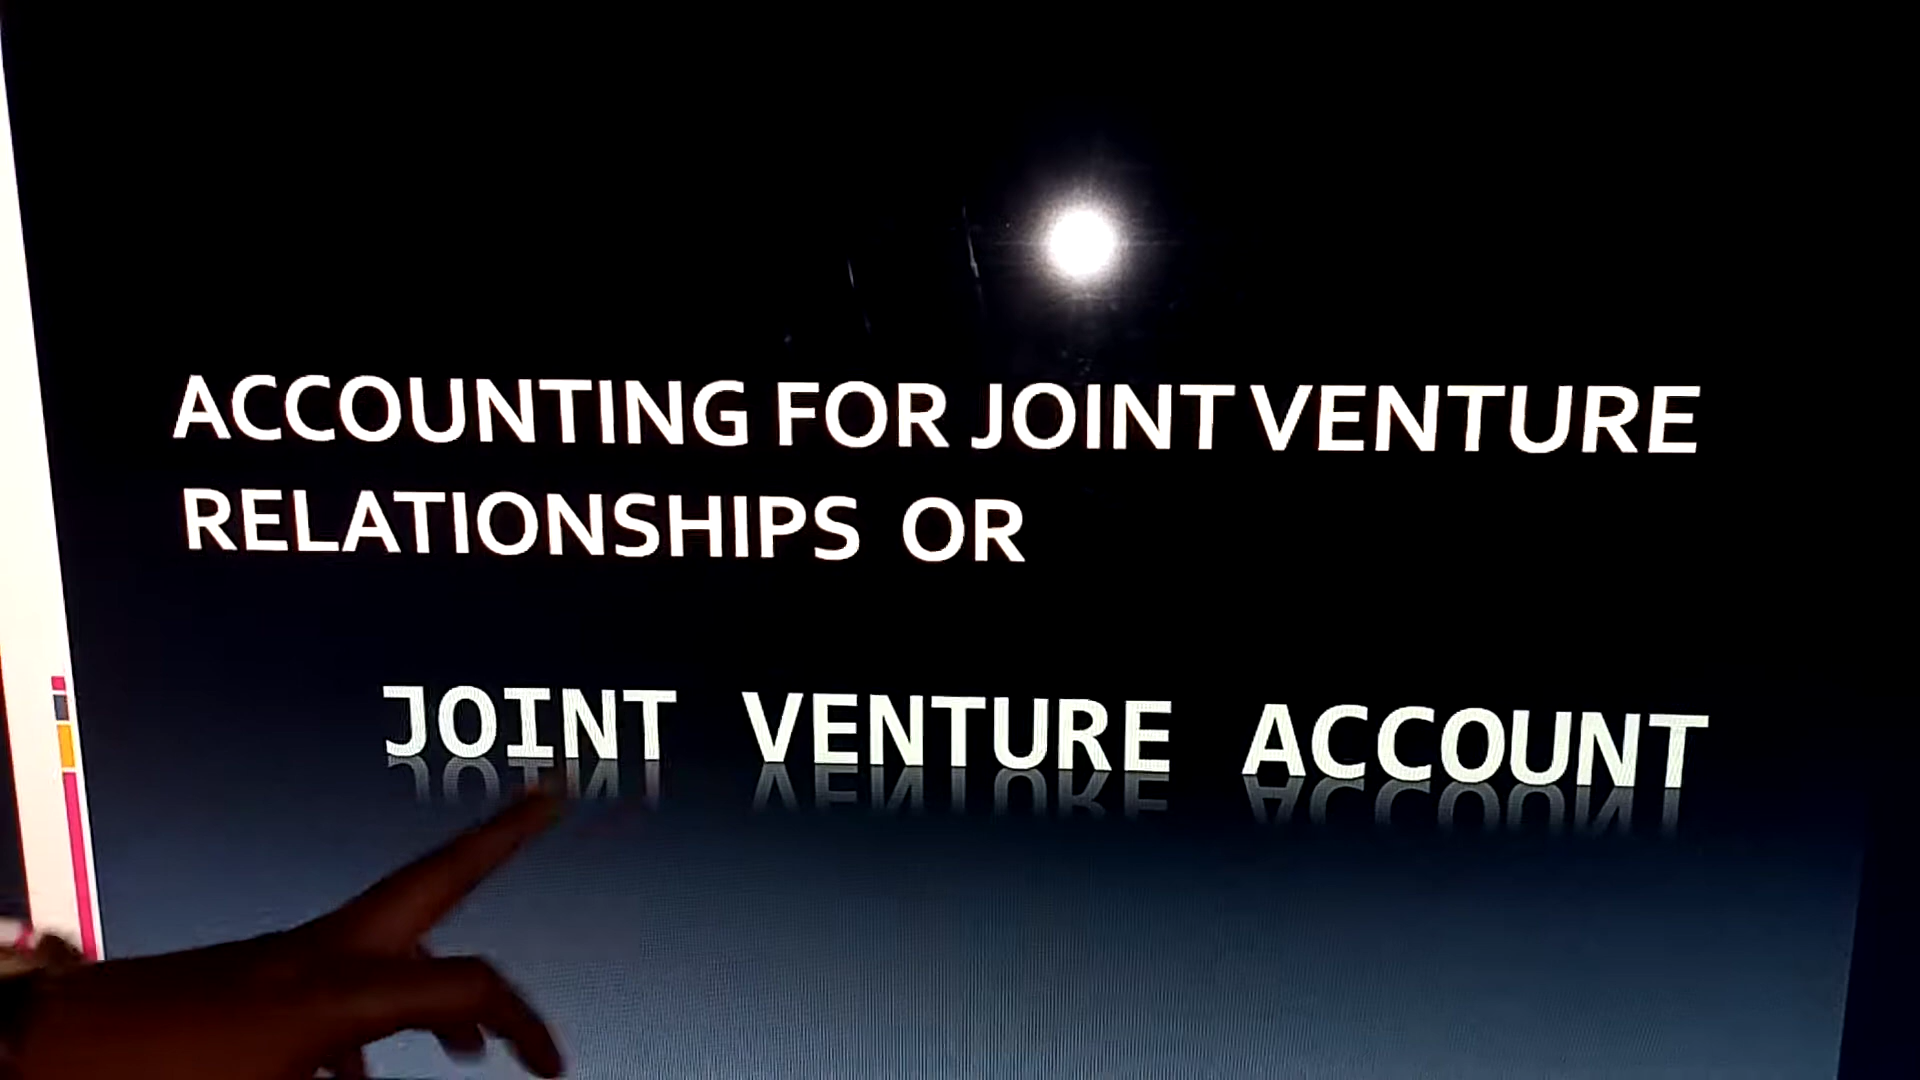 ACCOUNTING FOR JOINT VENTURE
RELATIONSHIPS OR
JOINT VENTURE ACCOUNT